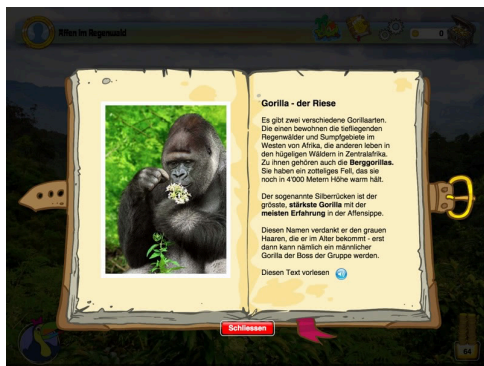 Affen im Regenwald
0
Gorilla - der Riese
Es gibt zwei verschiedene Gorillaarten.
Die einen bewohnen die tiefliegenden
Regenwälder und Sumpfgebiete im
Westen von Afrika, die anderen leben in
den hügeligen Wäldern in Zentralafrika.
Zu ihnen gehören auch die Berggorillas.
Sie haben ein zotteliges Fell, das sie
noch in 4'000 Metern Höhe warm hält.
Der sogenannte Silberrücken ist der
grösste, stärkste Gorilla mit der
meisten Erfahrung in der Affensippe.
Diesen Namen verdankt er den grauen
Haaren, die er im Alter bekommt - erst
dann kann nämlich ein männlicher
Gorilla der Boss der Gruppe werden.
Diesen Text vorlesen
Schliessen
64